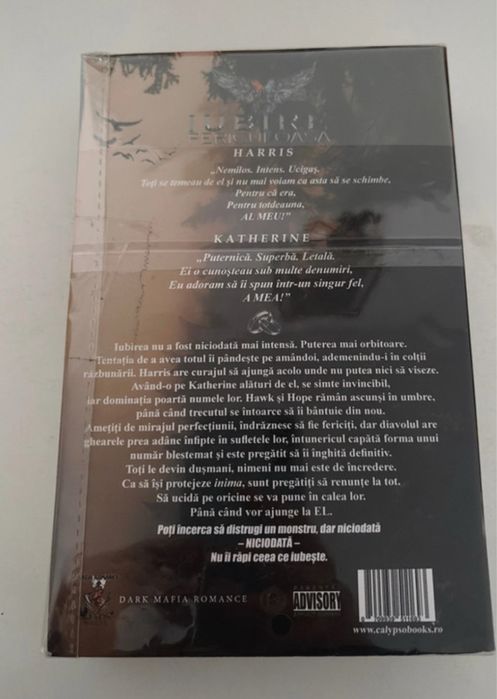 IUBIRE
PERICULOASĂ
HARRIS
„Nemilos. Intens. Ucigaș.
Toți se temeau de el și nu mai voiam ca asta să se schimbe.
Pentru că era,
Pentru totdeauna,
AL MEU!”
KATHERINE
„Puternică. Superbă. Letală.
Ei o cunoșteau sub multe denumiri,
Eu adoram să îi spun într-un singur fel,
A MEA!”
Iubirea nu a fost niciodată mai intensă. Puterea mai orbitoare.
Tentația de a avea totul îi pândește pe amândoi, ademenindu-i în colții
răzbunării. Harris are curajul să ajungă acolo unde nu putea nici să viseze.
Având-o pe Katherine alături de el, se simte invincibil,
iar dominația poartă numele lor. Hawk și Hope rămân ascunși în umbre,
până când trecutul se întoarce să îi bântuie din nou.
Amețiți de mirajul perfecțiunii, îndrăznesc să fie fericiți, dar diavolul are
ghearele prea adânc înfipte în sufletele lor, întunericul capătă forma unui
număr blestemat și este pregătit să îi înghită definitiv.
Toți le devin dușmani, nimeni nu mai este de încredere.
Ca să își protejeze inima, sunt pregătiți să renunțe la tot.
Să ucidă pe oricine se va pune în calea lor.
Până când vor ajunge la EL.
Poți încerca să distrugi un monstru, dar niciodată
– NICIODATĂ –
Nu îi răpi ceea ce iubește.
DARK MAFIA ROMANCE
PARENTAL
ADVISORY
www.calypsobooks.ro